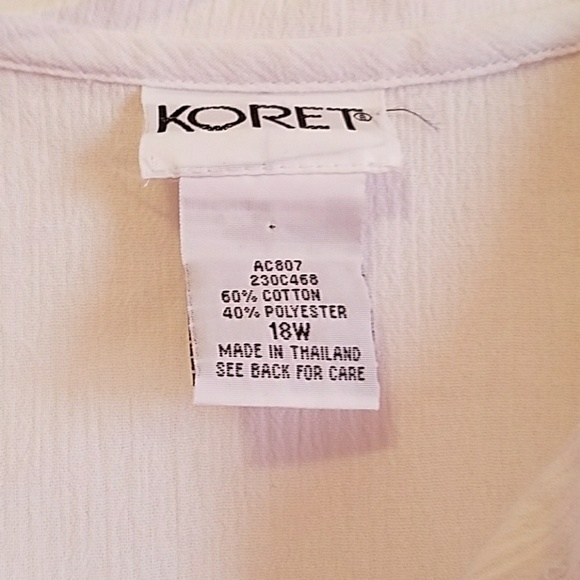 KORET®
AC807
230C468
60% COTTON
40% POLYESTER
18W
MADE IN THAILAND
SEE BACK FOR CARE